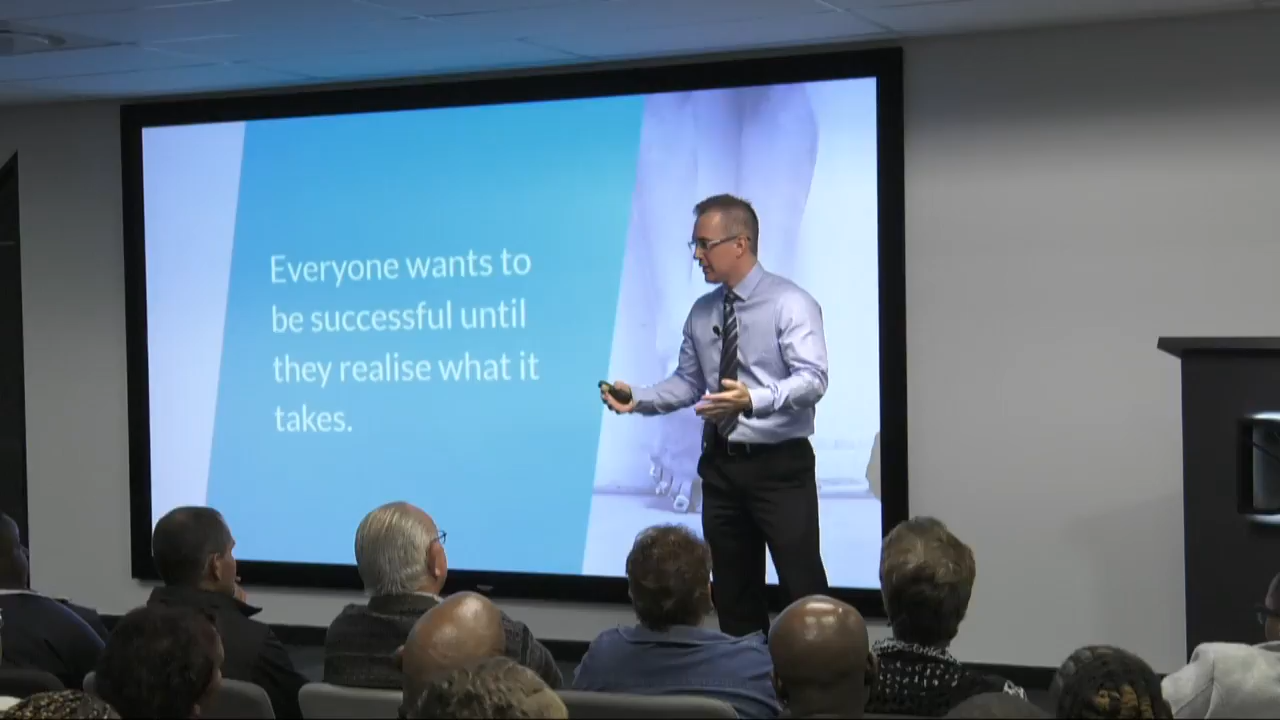 Everyone wants to
be successful until
they realise what it
takes.